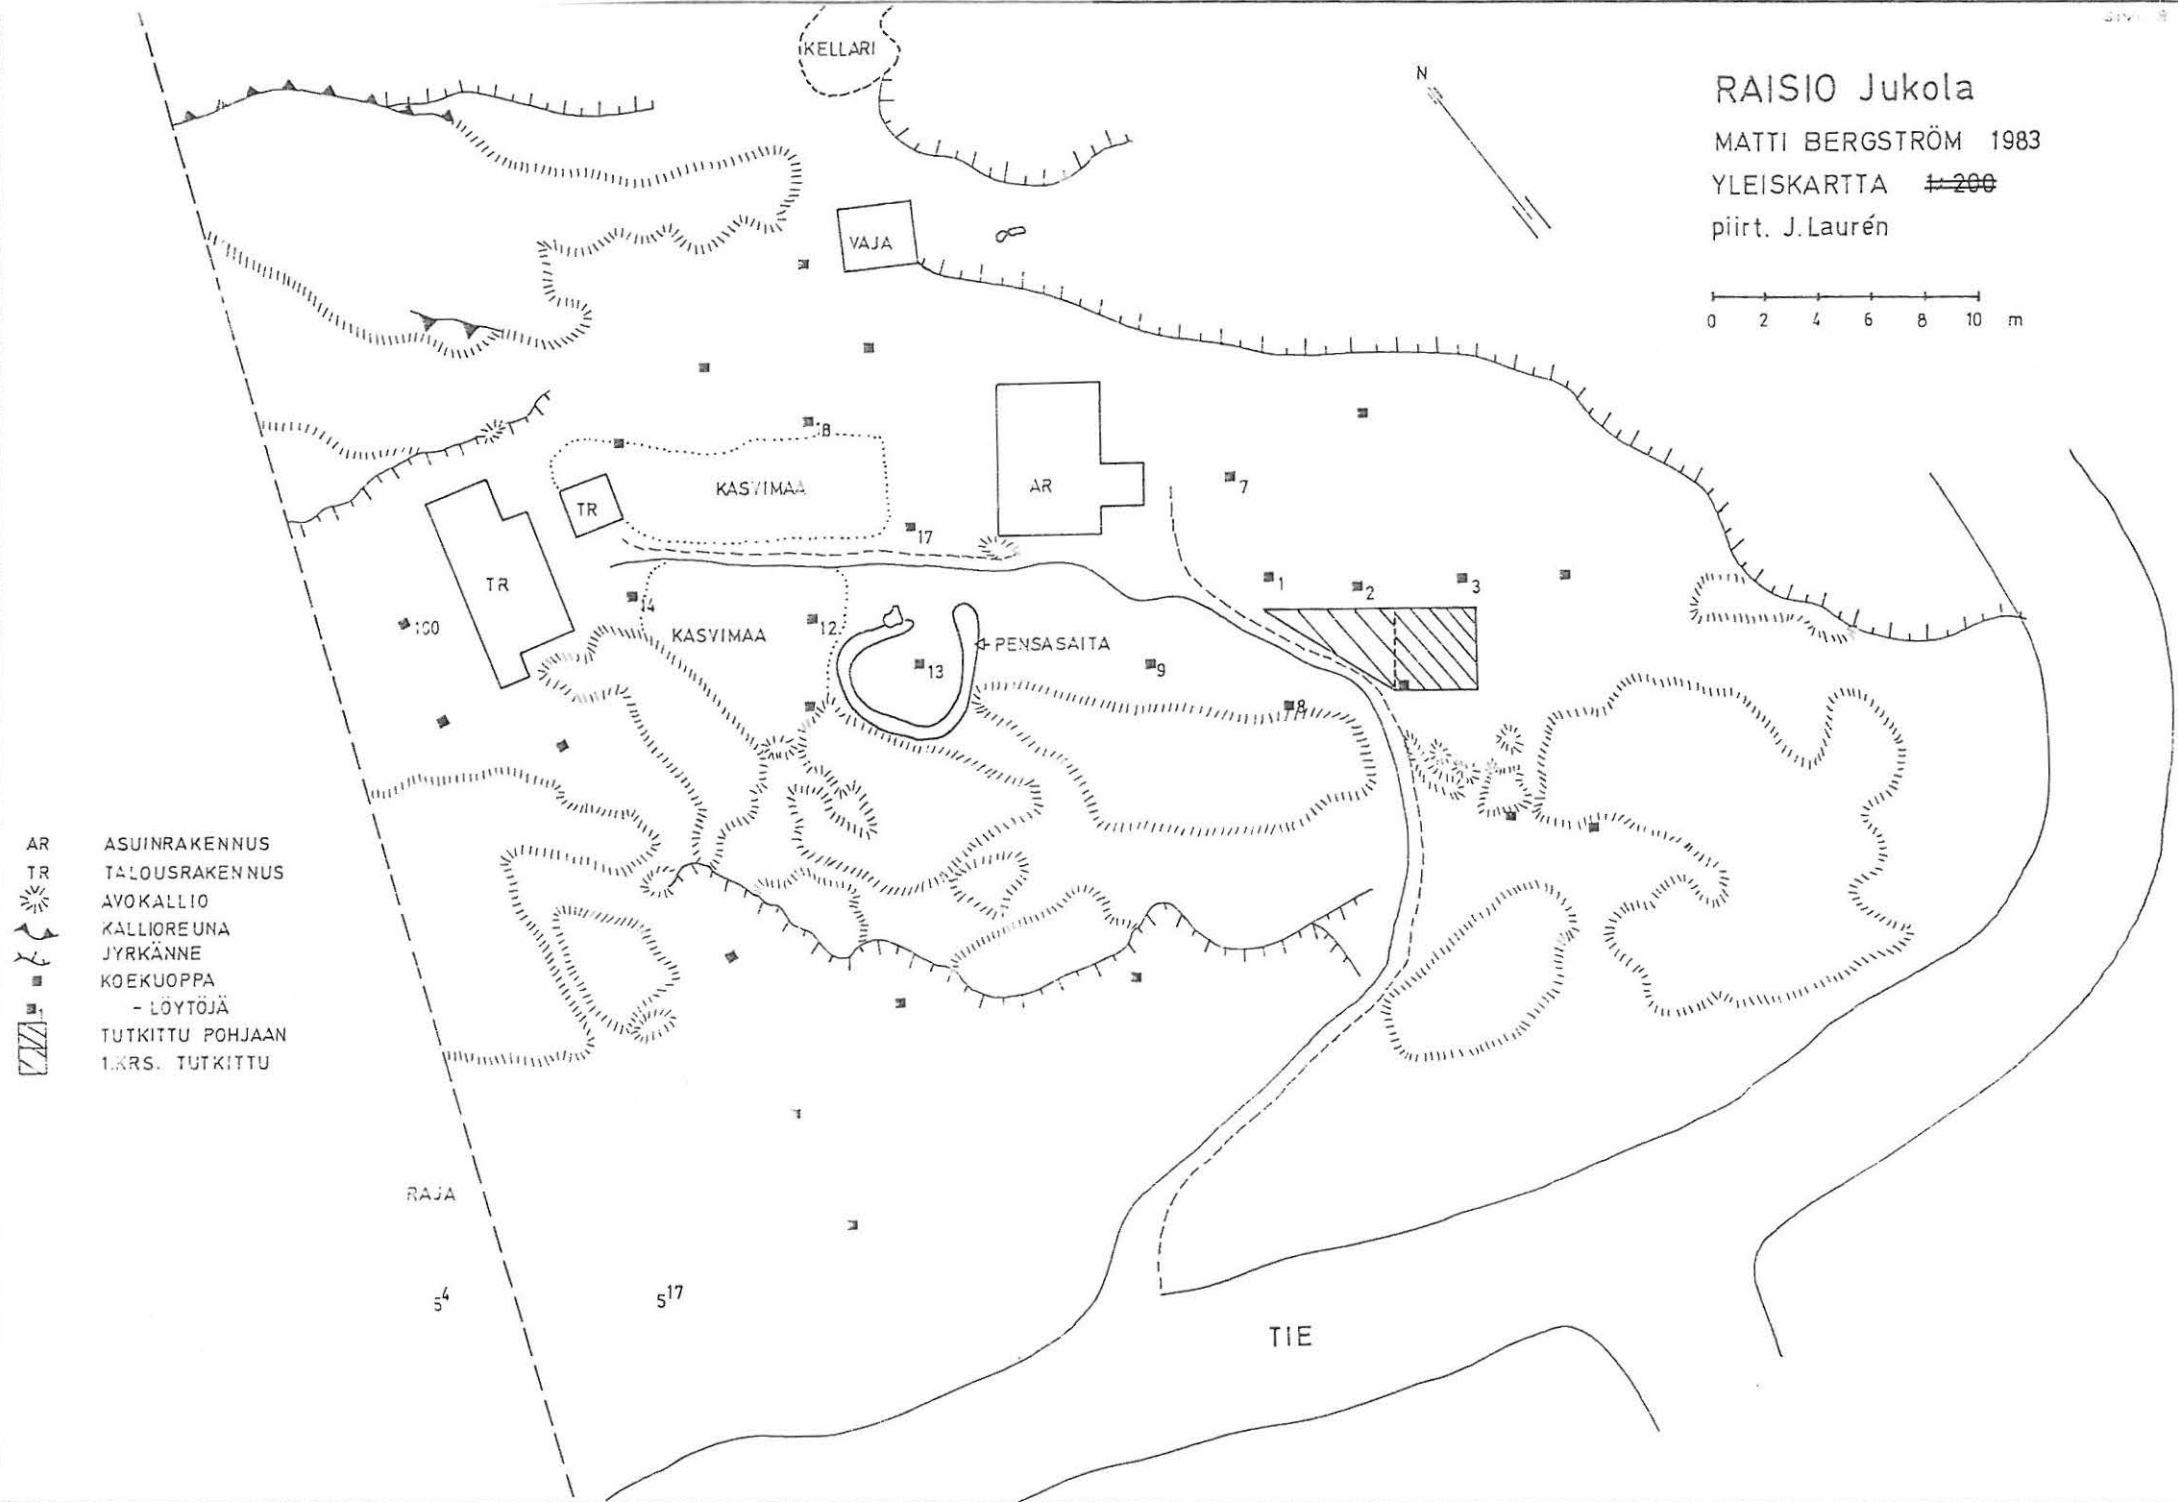 RAISIO Jukola
MATTI BERGSTRÖM 1983
YLEISKARTTA 1:200
piirt. J. Laurén
0 2 4 6 8 10 m
N
KELLARI
VAJA
18
KASVIMAA
TR
AR
7
17
TR
14
100
KASVIMAA
12
13
PENSASAITA
9
1
2
3
8
AR ASUINRAKENNUS
TR TALOUSRAKENNUS
AVOKALLIO
KALLIOREUNA
JYRKÄNNE
KOEKUOPPA
1 - LÖYTÖJÄ
TUTKITTU POHJAAN
1.KRS. TUTKITTU
RAJA
5⁴
5¹⁷
TIE